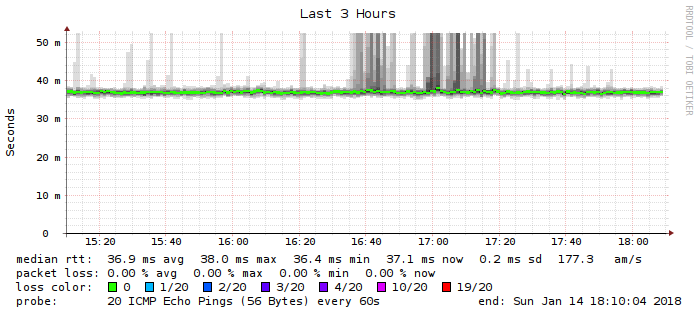 Last 3 Hours
RRDTOOL / TOBI OETIKER
Seconds
50 m
40 m
30 m
20 m
10 m
0
15:20 15:40 16:00 16:20 16:40 17:00 17:20 17:40 18:00
median rtt: 36.9 ms avg 38.0 ms max 36.4 ms min 37.1 ms now 0.2 ms sd 177.3 am/s
packet loss: 0.00 % avg 0.00 % max 0.00 % min 0.00 % now
loss color: 0 1/20 2/20 3/20 4/20 10/20 19/20
probe: 20 ICMP Echo Pings (56 Bytes) every 60s end: Sun Jan 14 18:10:04 2018